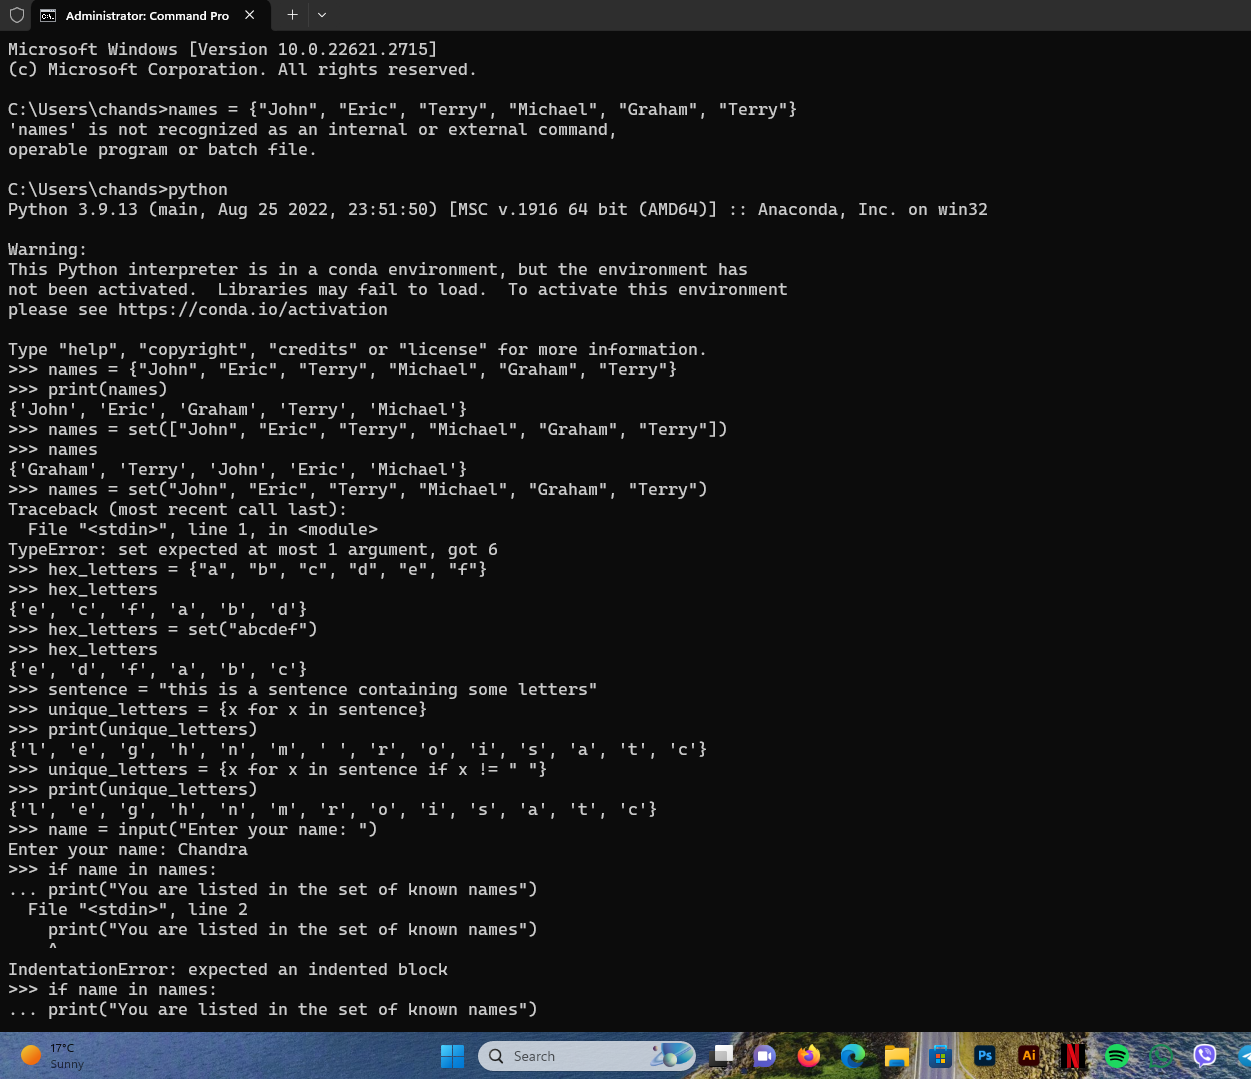 Administrator: Command Pro
Microsoft Windows [Version 10.0.22621.2715]
(c) Microsoft Corporation. All rights reserved.
C:\Users\chands>names = {"John", "Eric", "Terry", "Michael", "Graham", "Terry"}
'names' is not recognized as an internal or external command,
operable program or batch file.
C:\Users\chands>python
Python 3.9.13 (main, Aug 25 2022, 23:51:50) [MSC v.1916 64 bit (AMD64)] :: Anaconda, Inc. on win32
Warning:
This Python interpreter is in a conda environment, but the environment has
not been activated.  Libraries may fail to load.  To activate this environment
please see https://conda.io/activation
Type "help", "copyright", "credits" or "license" for more information.
>>> names = {"John", "Eric", "Terry", "Michael", "Graham", "Terry"}
>>> print(names)
{'John', 'Eric', 'Graham', 'Terry', 'Michael'}
>>> names = set(["John", "Eric", "Terry", "Michael", "Graham", "Terry"])
>>> names
{'Graham', 'Terry', 'John', 'Eric', 'Michael'}
>>> names = set("John", "Eric", "Terry", "Michael", "Graham", "Terry")
Traceback (most recent call last):
  File "<stdin>", line 1, in <module>
TypeError: set expected at most 1 argument, got 6
>>> hex_letters = {"a", "b", "c", "d", "e", "f"}
>>> hex_letters
{'e', 'c', 'f', 'a', 'b', 'd'}
>>> hex_letters = set("abcdef")
>>> hex_letters
{'e', 'd', 'f', 'a', 'b', 'c'}
>>> sentence = "this is a sentence containing some letters"
>>> unique_letters = {x for x in sentence}
>>> print(unique_letters)
{'l', 'e', 'g', 'h', 'n', 'm', ' ', 'r', 'o', 'i', 's', 'a', 't', 'c'}
>>> unique_letters = {x for x in sentence if x != " "}
>>> print(unique_letters)
{'l', 'e', 'g', 'h', 'n', 'm', 'r', 'o', 'i', 's', 'a', 't', 'c'}
>>> name = input("Enter your name: ")
Enter your name: Chandra
>>> if name in names:
... print("You are listed in the set of known names")
  File "<stdin>", line 2
    print("You are listed in the set of known names")
    ^
IndentationError: expected an indented block
>>> if name in names:
... print("You are listed in the set of known names")
17°C
Sunny
Search
Ps
Ai
N